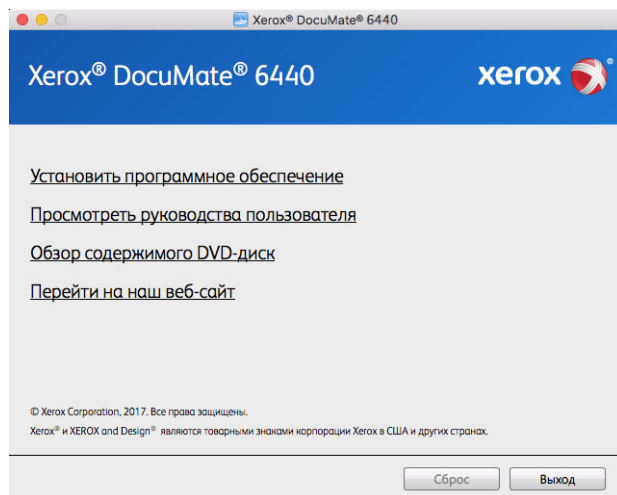 Xerox® DocuMate® 6440
Xerox® DocuMate® 6440
xerox®
Установить программное обеспечение
Просмотреть руководства пользователя
Обзор содержимого DVD-диск
Перейти на наш веб-сайт
© Xerox Corporation, 2017. Все права защищены.
Xerox® и XEROX and Design® являются товарными знаками корпорации Xerox в США и других странах.
Сброс Выход